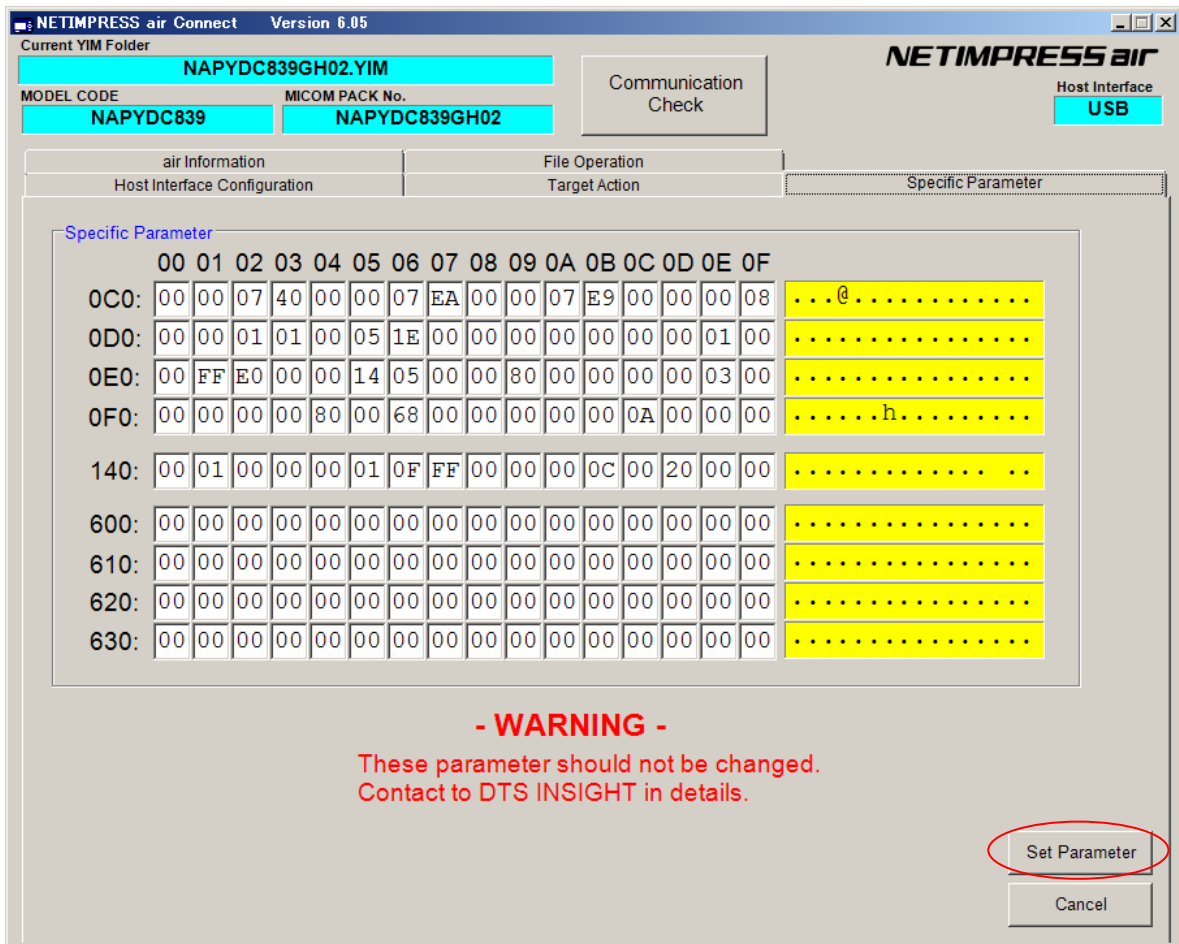 NETIMPRESS air Connect Version 6.05
Current YIM Folder
NAPYDC839GH02.YIM
MODEL CODE MICOM PACK No.
NAPYDC839 NAPYDC839GH02
Communication
Check
NETIMPRESS air
Host Interface
USB
air Information File Operation
Host Interface Configuration Target Action Specific Parameter
Specific Parameter
00 01 02 03 04 05 06 07 08 09 0A 0B 0C 0D 0E 0F
0C0: 00 00 07 40 00 00 07 EA 00 00 07 E9 00 00 00 08 ...@............
0D0: 00 00 01 01 00 05 1E 00 00 00 00 00 00 00 01 00 ................
0E0: 00 FF E0 00 00 14 05 00 00 80 00 00 00 00 03 00 ................
0F0: 00 00 00 00 80 00 68 00 00 00 00 00 0A 00 00 00 ......h.........
140: 00 01 00 00 00 01 0F FF 00 00 00 0C 00 20 00 00 ............. ..
600: 00 00 00 00 00 00 00 00 00 00 00 00 00 00 00 00 ................
610: 00 00 00 00 00 00 00 00 00 00 00 00 00 00 00 00 ................
620: 00 00 00 00 00 00 00 00 00 00 00 00 00 00 00 00 ................
630: 00 00 00 00 00 00 00 00 00 00 00 00 00 00 00 00 ................
- WARNING -
These parameter should not be changed.
Contact to DTS INSIGHT in details.
Set Parameter
Cancel